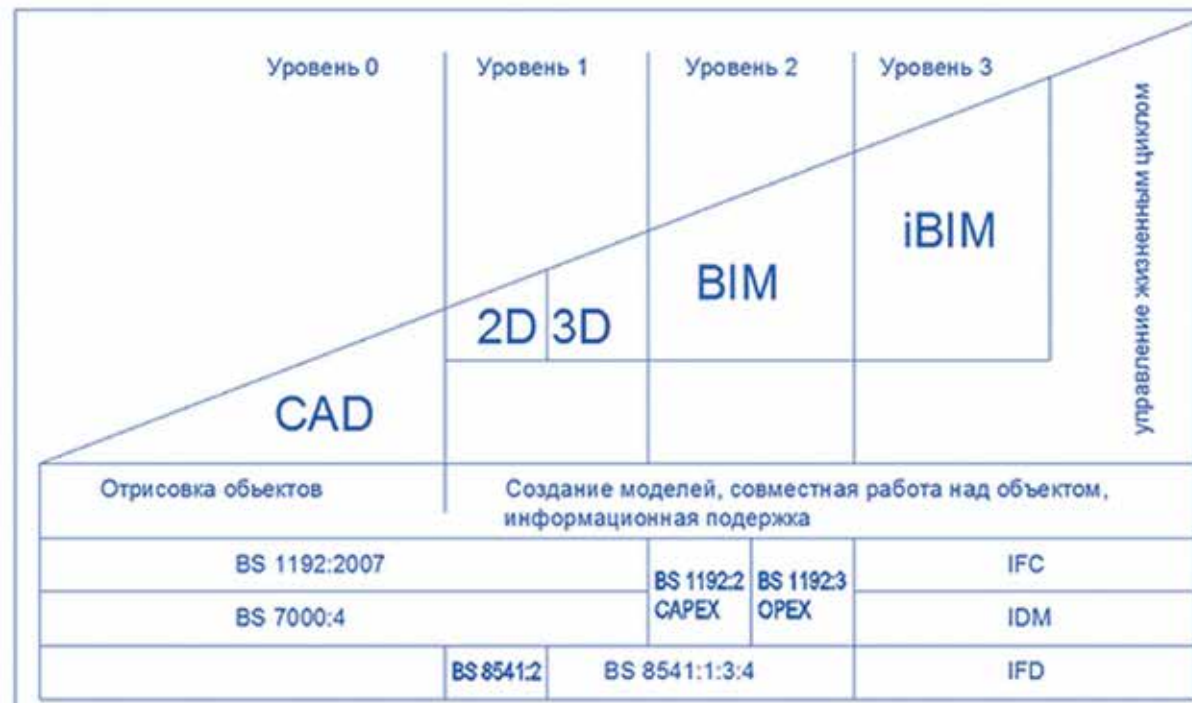 Уровень 0
Уровень 1
Уровень 2
Уровень 3
управление жизненным циклом
iBIM
BIM
2D
3D
CAD
Отрисовка обьектов
Создание моделей, совместная работа над объектом,
информационная подержка
BS 1192:2007
BS 1192:2
CAPEX
BS 1192:3
OPEX
IFC
BS 7000:4
IDM
BS 8541:2
BS 8541:1:3:4
IFD